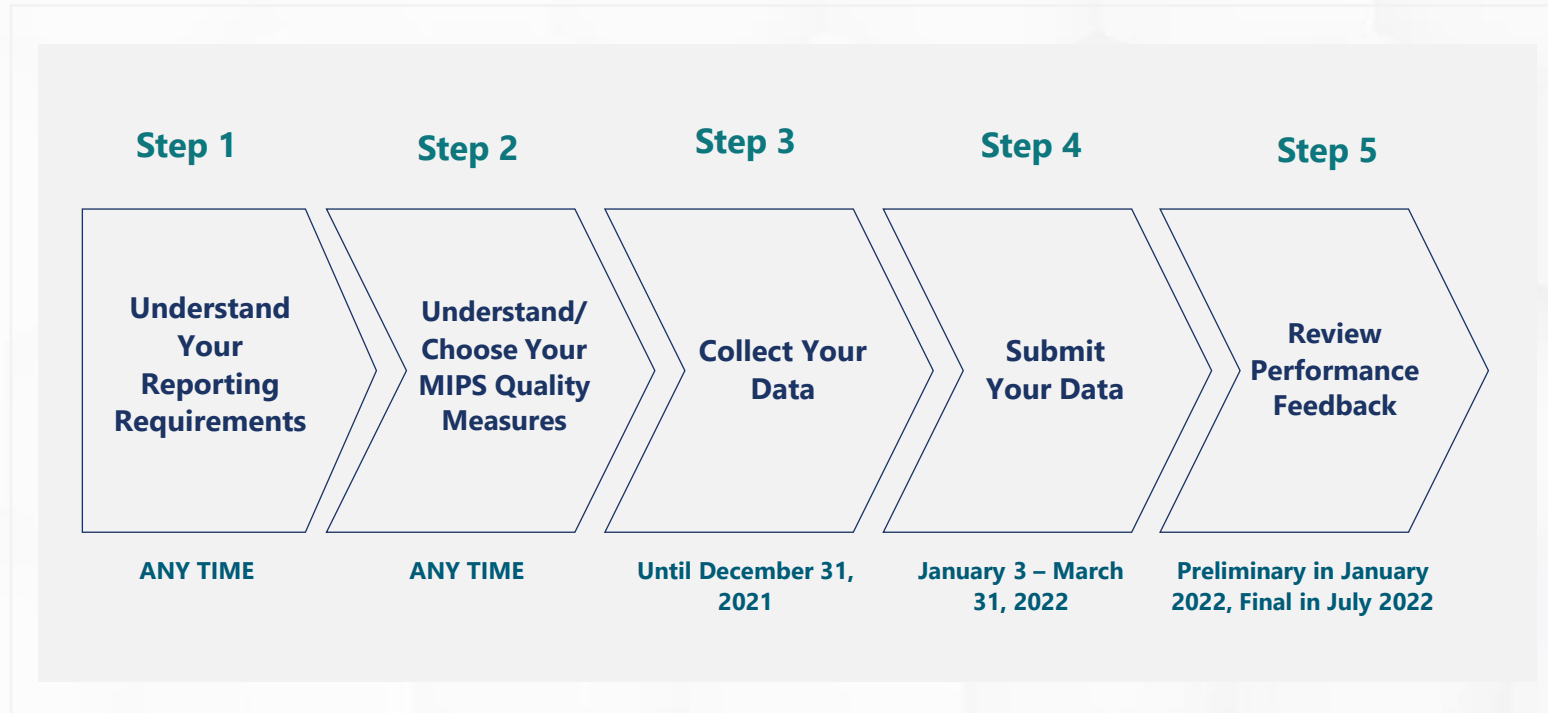 Step 1
Step 2
Step 3
Step 4
Step 5
Understand
Your
Reporting
Requirements
Understand/
Choose Your
MIPS Quality
Measures
Collect Your
Data
Submit
Your Data
Review
Performance
Feedback
ANY TIME
ANY TIME
Until December 31,
2021
January 3 – March
31, 2022
Preliminary in January
2022, Final in July 2022